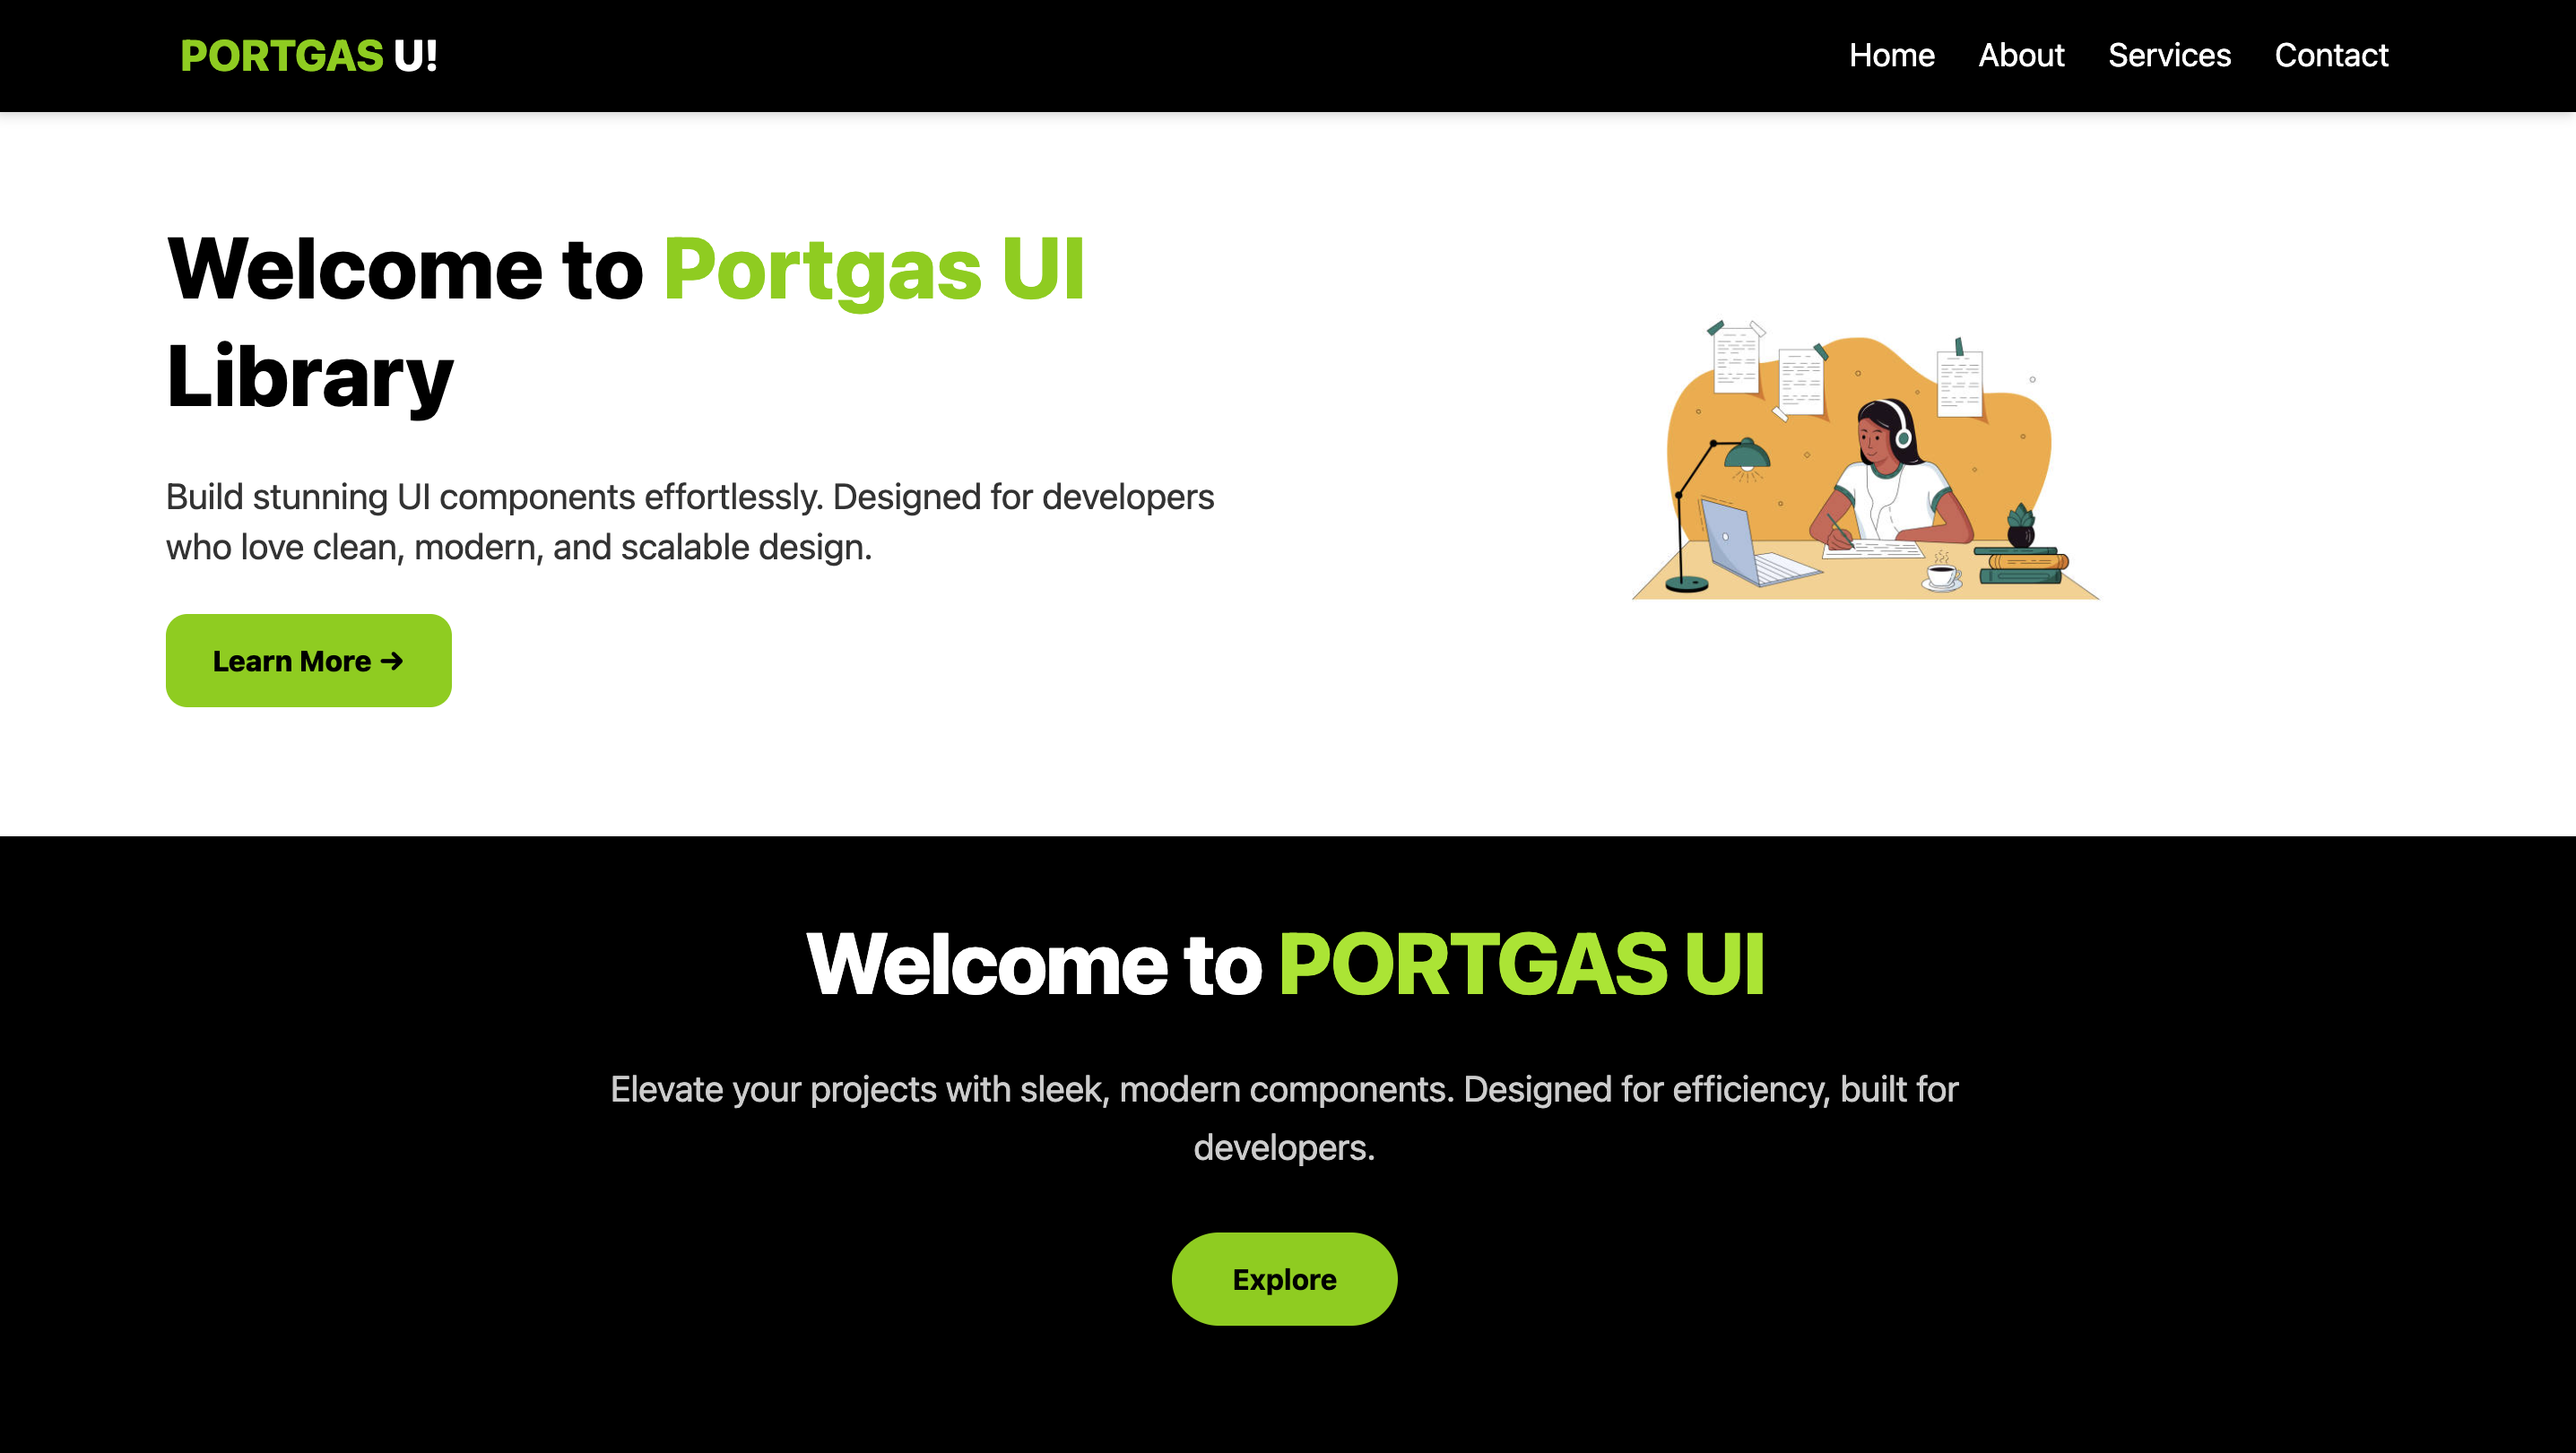 PORTGAS U!
Home About Services Contact
Welcome to Portgas UI
Library
Build stunning UI components effortlessly. Designed for developers
who love clean, modern, and scalable design.
Learn More →
Welcome to PORTGAS UI
Elevate your projects with sleek, modern components. Designed for efficiency, built for
developers.
Explore